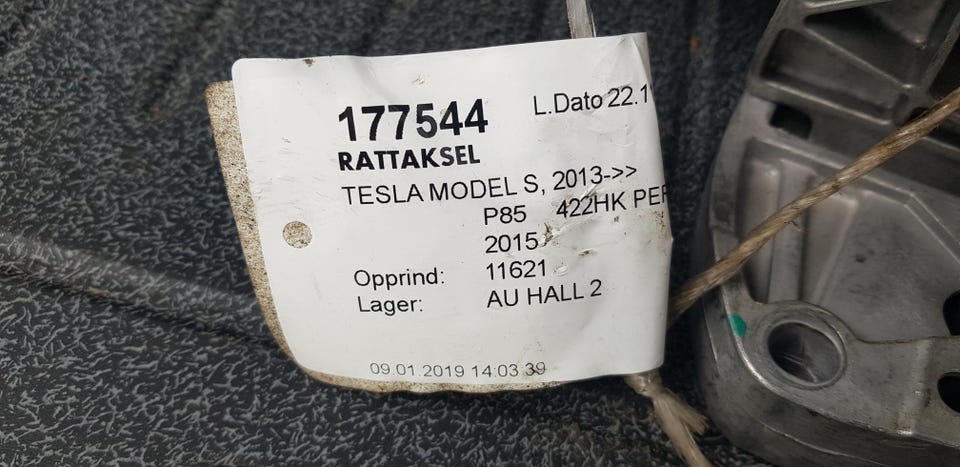 177544 L.Dato 22.1
RATTAKSEL
TESLA MODEL S, 2013->>
P85 422HK PER
2015
Opprind: 11621
Lager: AU HALL 2
09.01.2019 14:03:39